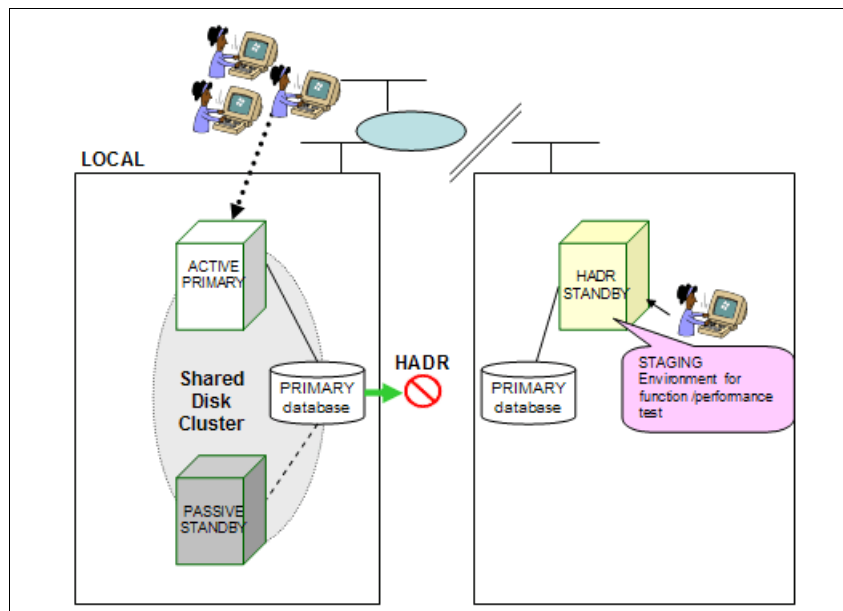 LOCAL
ACTIVE
PRIMARY
Shared
Disk
Cluster
PRIMARY
database
HADR
PASSIVE
STANDBY
HADR
STANDBY
PRIMARY
database
STAGING
Environment for
function /performance
test